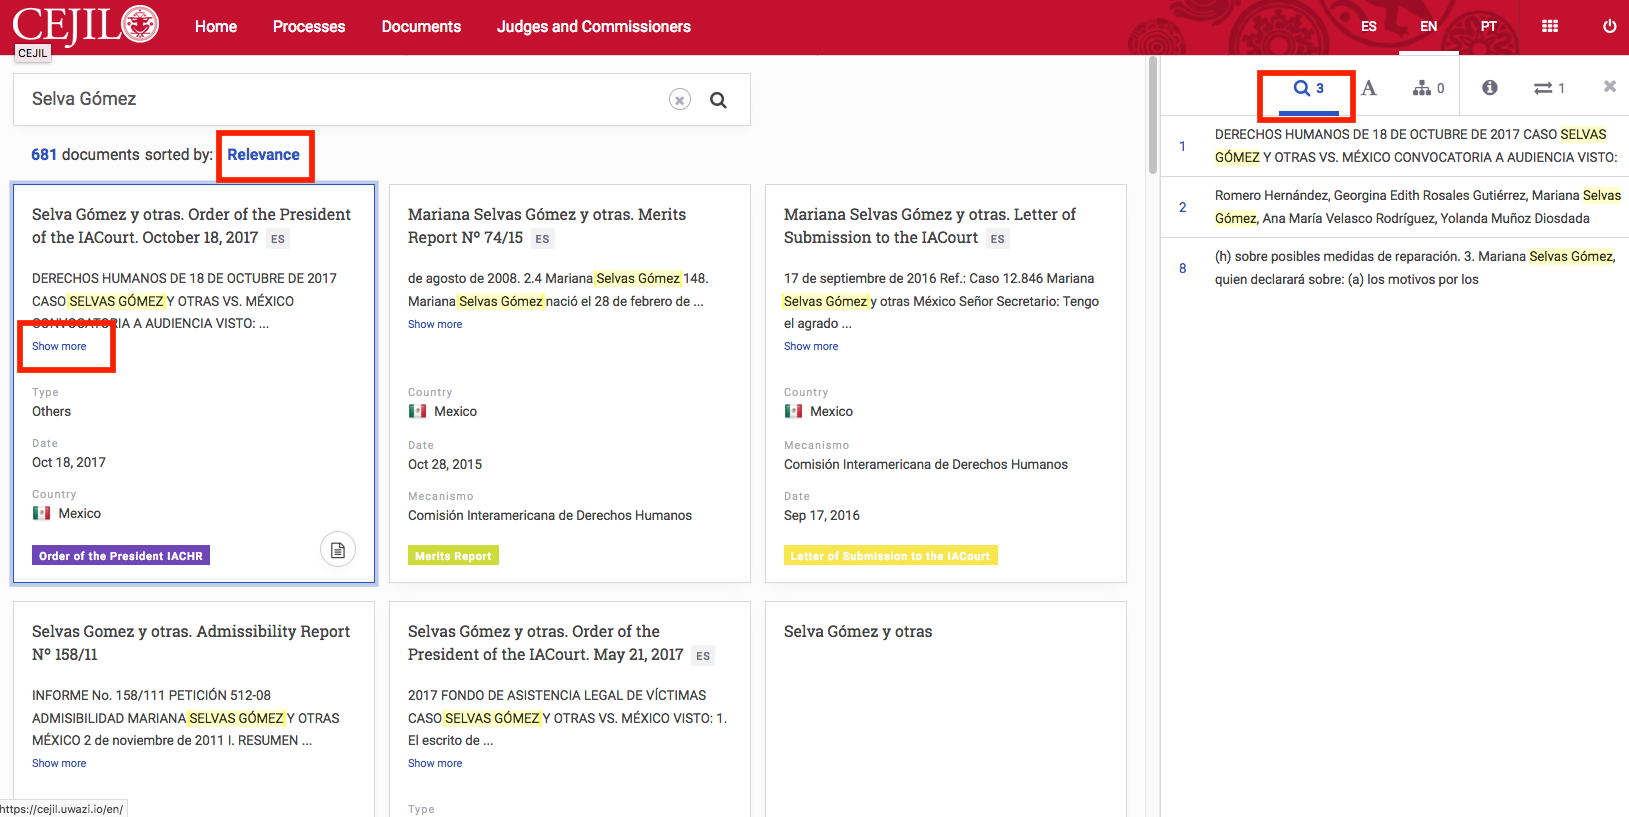 CEJIL
Home
Processes
Documents
Judges and Commissioners
ES
EN
PT
CEJIL
Selva Gómez
681 documents sorted by: Relevance
Selva Gómez y otras. Order of the President
of the IACourt. October 18, 2017 ES
DERECHOS HUMANOS DE 18 DE OCTUBRE DE 2017
CASO SELVAS GÓMEZ Y OTRAS VS. MÉXICO
CONVOCATORIA A AUDIENCIA VISTO: ...
Show more
Type
Others
Date
Oct 18, 2017
Country
Mexico
Order of the President IACHR
Mariana Selvas Gómez y otras. Merits
Report Nº 74/15 ES
de agosto de 2008. 2.4 Mariana Selvas Gómez 148.
Mariana Selvas Gómez nació el 28 de febrero de ...
Show more
Country
Mexico
Date
Oct 28, 2015
Mecanismo
Comisión Interamericana de Derechos Humanos
Merits Report
Mariana Selvas Gómez y otras. Letter of
Submission to the IACourt ES
17 de septiembre de 2016 Ref.: Caso 12.846 Mariana
Selvas Gómez y otras México Señor Secretario: Tengo
el agrado ...
Show more
Country
Mexico
Mecanismo
Comisión Interamericana de Derechos Humanos
Date
Sep 17, 2016
Letter of Submission to the IACourt
Selvas Gomez y otras. Admissibility Report
Nº 158/11
INFORME No. 158/111 PETICIÓN 512-08
ADMISIBILIDAD MARIANA SELVAS GÓMEZ Y OTRAS
MÉXICO 2 de noviembre de 2011 I. RESUMEN ...
Show more
Selvas Gómez y otras. Order of the
President of the IACourt. May 21, 2017 ES
2017 FONDO DE ASISTENCIA LEGAL DE VÍCTIMAS
CASO SELVAS GÓMEZ Y OTRAS VS. MÉXICO VISTO: 1.
El escrito de ...
Show more
Type
Selva Gómez y otras
3
A
0
1
1 DERECHOS HUMANOS DE 18 DE OCTUBRE DE 2017 CASO SELVAS
GÓMEZ Y OTRAS VS. MÉXICO CONVOCATORIA A AUDIENCIA VISTO:
2 Romero Hernández, Georgina Edith Rosales Gutiérrez, Mariana Selvas
Gómez, Ana María Velasco Rodríguez, Yolanda Muñoz Diosdada
8 (h) sobre posibles medidas de reparación. 3. Mariana Selvas Gómez,
quien declarará sobre: (a) los motivos por los
https://cejil.uwazi.io/en/